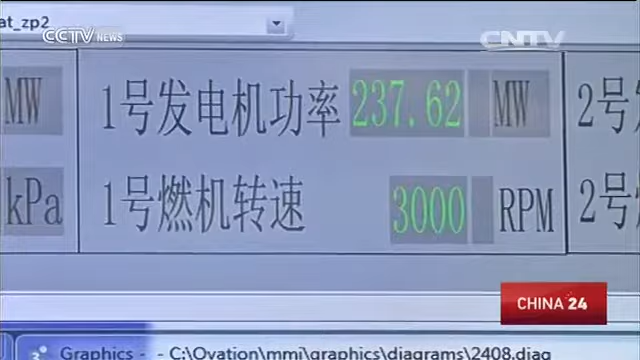 at_zp2
CCTV NEWS
CNTV
MW
1号发电机功率 237.62 MW
2号
kPa
1号燃机转速 3000 RPM
2号
CHINA 24
Graphics - - C:\Ovation\mmi\graphics\diagrams\2408.diag